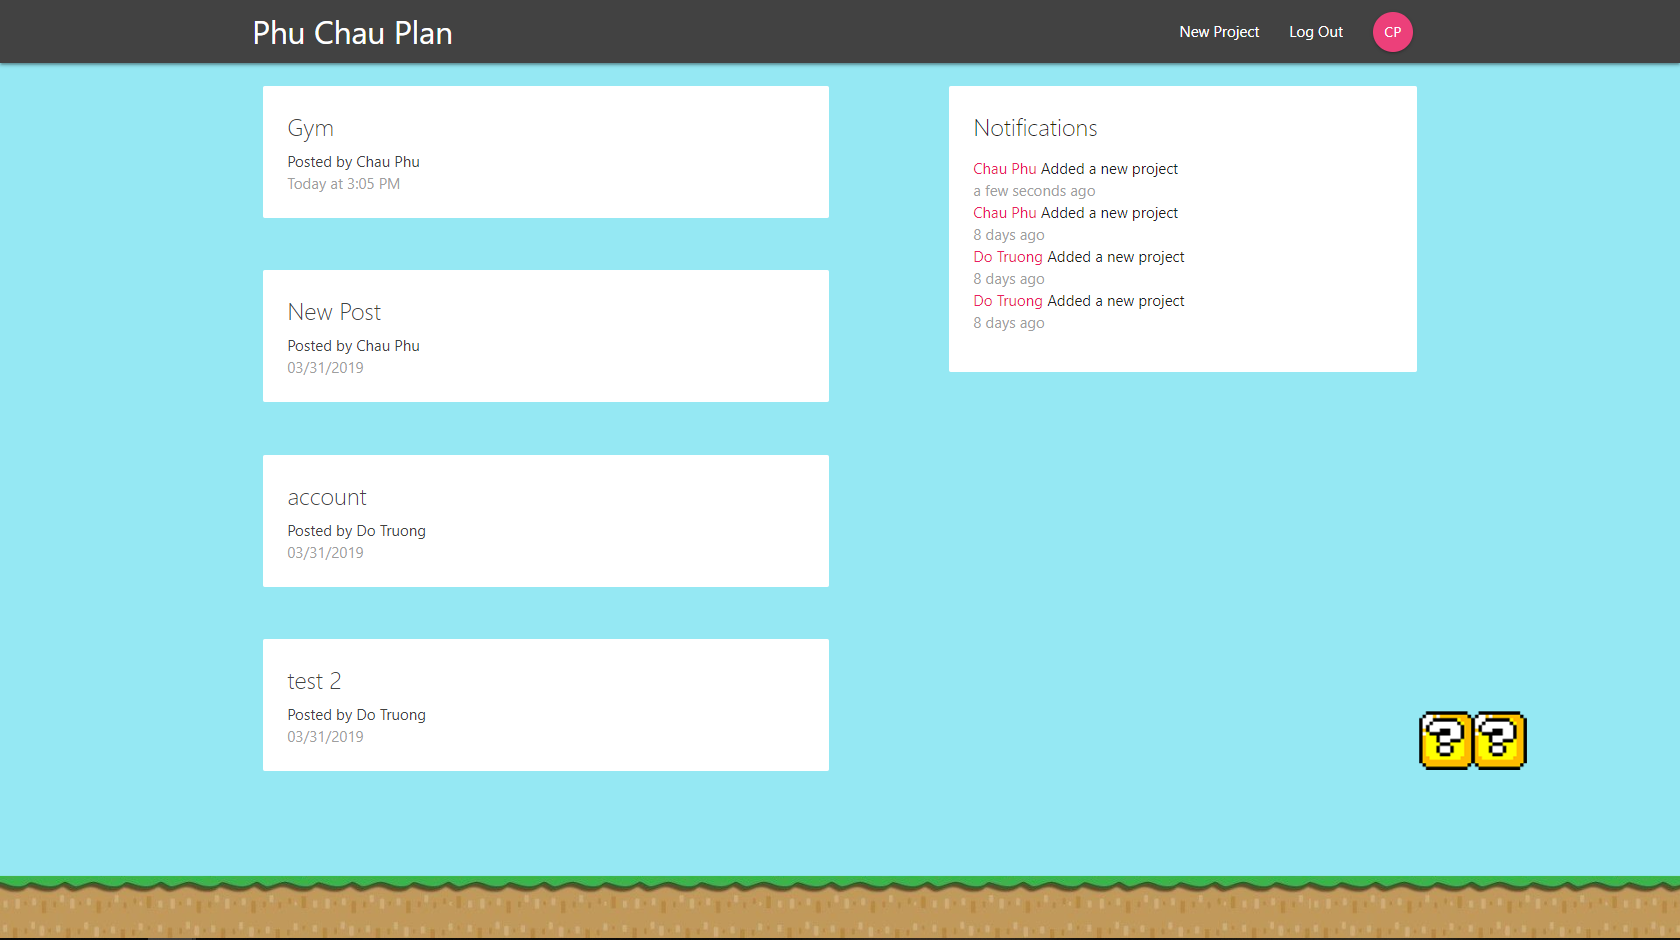 Phu Chau Plan
New Project
Log Out
CP
Gym
Posted by Chau Phu
Today at 3:05 PM
New Post
Posted by Chau Phu
03/31/2019
account
Posted by Do Truong
03/31/2019
test 2
Posted by Do Truong
03/31/2019
Notifications
Chau Phu Added a new project
a few seconds ago
Chau Phu Added a new project
8 days ago
Do Truong Added a new project
8 days ago
Do Truong Added a new project
8 days ago
? ?